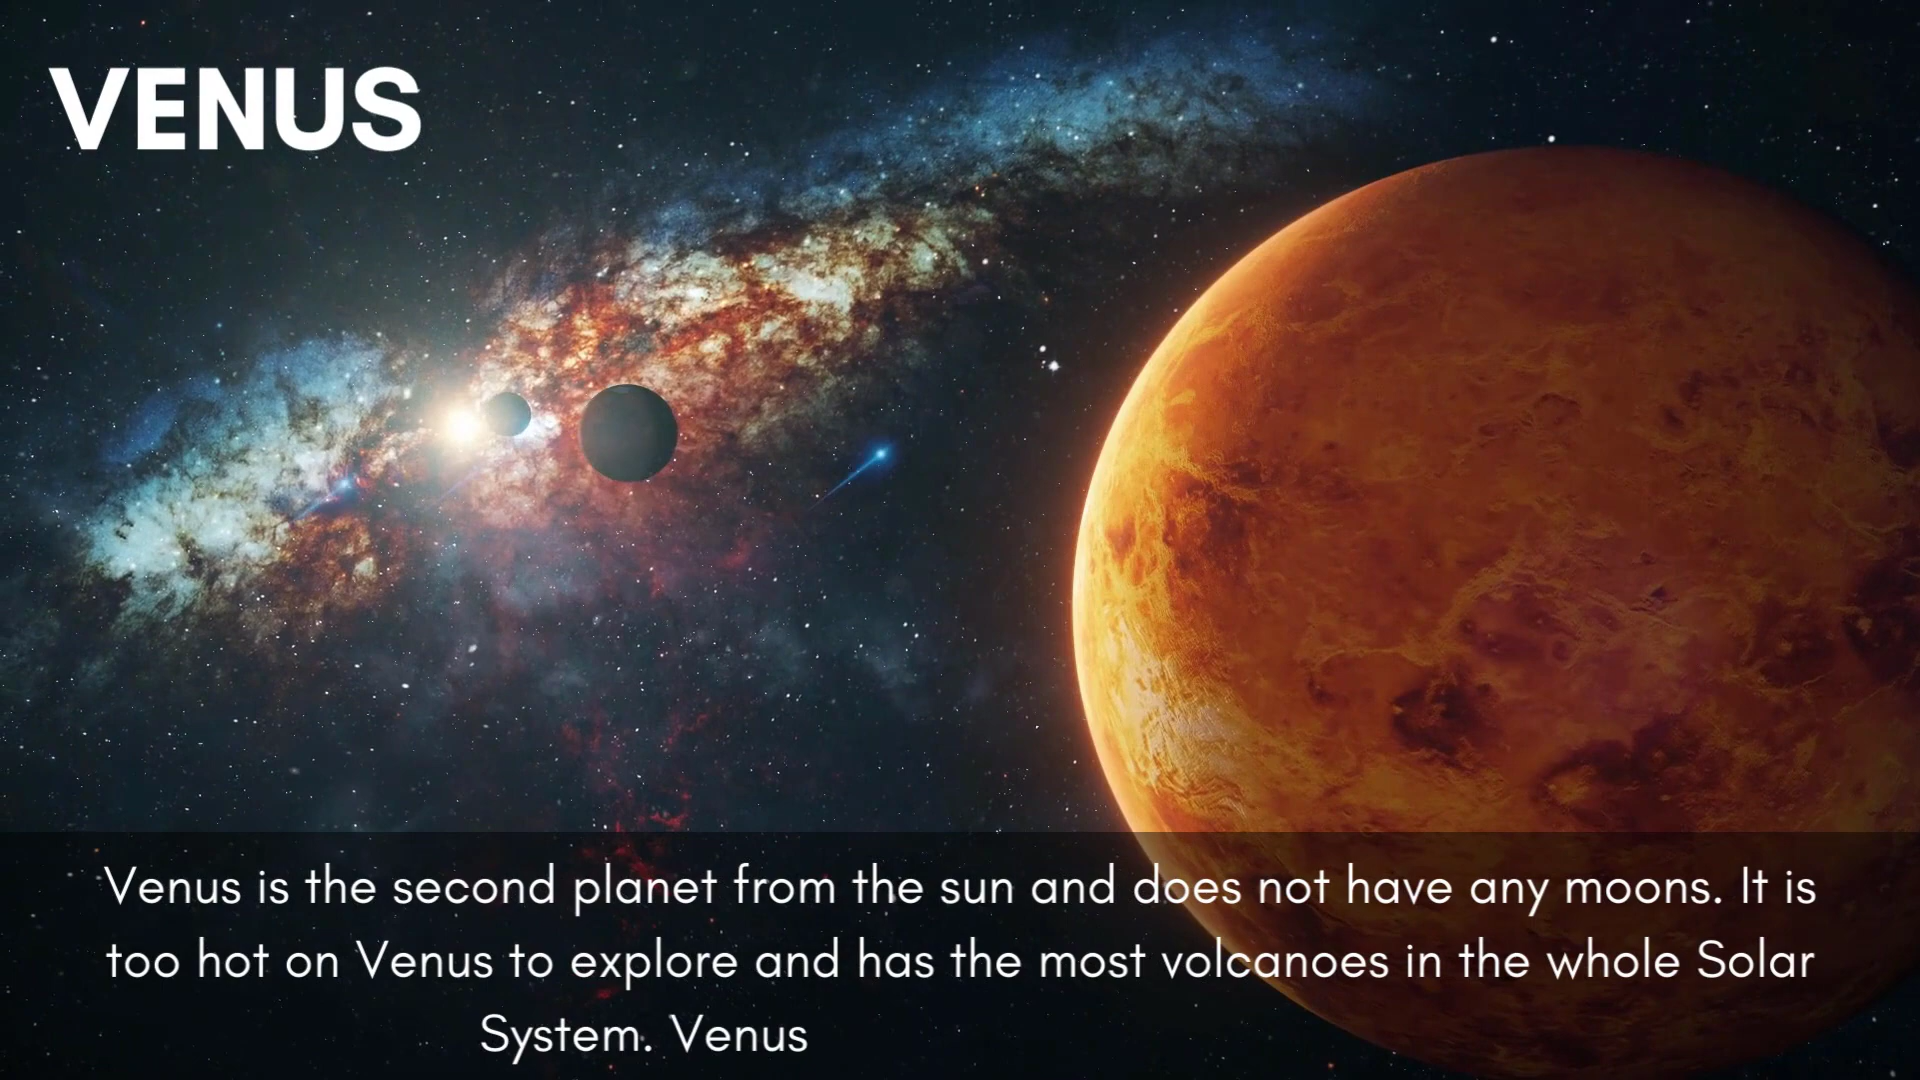 VENUS
Venus is the second planet from the sun and does not have any moons. It is
too hot on Venus to explore and has the most volcanoes in the whole Solar
System. Venus